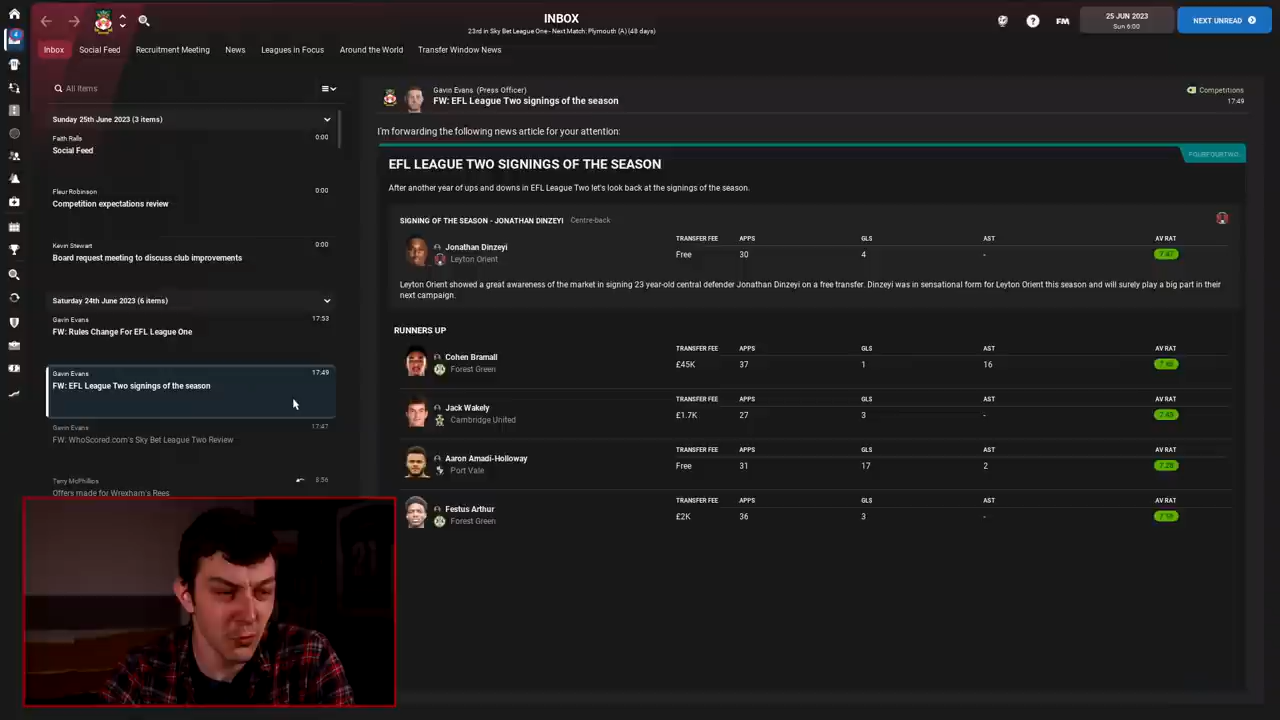 INBOX
23rd in Sky Bet League One - Next Match: Plymouth (A) (48 days)
FM
25 JUN 2023
Sun 6:00
NEXT UNREAD
4
Inbox
Social Feed
Recruitment Meeting
News
Leagues in Focus
Around the World
Transfer Window News
All Items
Sunday 25th June 2023 (3 items)
Faith Ralls
0:00
Social Feed
Fleur Robinson
0:00
Competition expectations review
Kevin Stewart
0:00
Board request meeting to discuss club improvements
Saturday 24th June 2023 (6 items)
Gavin Evans
17:53
FW: Rules Change For EFL League One
Gavin Evans
17:49
FW: EFL League Two signings of the season
Gavin Evans
17:47
FW: WhoScored.com's Sky Bet League Two Review
Terry McPhillips
8:56
Offers made for Wrexham's Rees
Gavin Evans (Press Officer)
FW: EFL League Two signings of the season
Competitions
17:49
I'm forwarding the following news article for your attention:
FOURFOURTWO
EFL LEAGUE TWO SIGNINGS OF THE SEASON
After another year of ups and downs in EFL League Two let's look back at the signings of the season.
SIGNING OF THE SEASON - JONATHAN DINZEYI Centre-back
TRANSFER FEE APPS GLS AST AV RAT
Jonathan Dinzeyi
Leyton Orient
Free 30 4 - 7.47
Leyton Orient showed a great awareness of the market in signing 23 year-old central defender Jonathan Dinzeyi on a free transfer. Dinzeyi was in sensational form for Leyton Orient this season and will surely play a big part in their
next campaign.
RUNNERS UP
TRANSFER FEE APPS GLS AST AV RAT
Cohen Bramall
Forest Green
£45K 37 1 16
TRANSFER FEE APPS GLS AST AV RAT
Jack Wakely
Cambridge United
£1.7K 27 3 -
TRANSFER FEE APPS GLS AST AV RAT
Aaron Amadi-Holloway
Port Vale
Free 31 17 2
TRANSFER FEE APPS GLS AST AV RAT
Festus Arthur
Forest Green
£2K 36 3 -